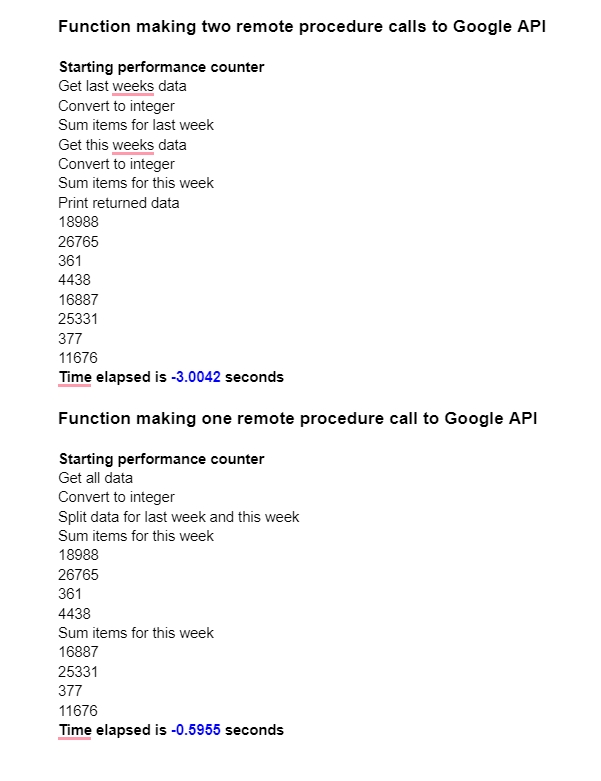 Function making two remote procedure calls to Google API
Starting performance counter
Get last weeks data
Convert to integer
Sum items for last week
Get this weeks data
Convert to integer
Sum items for this week
Print returned data
18988
26765
361
4438
16887
25331
377
11676
Time elapsed is -3.0042 seconds
Function making one remote procedure call to Google API
Starting performance counter
Get all data
Convert to integer
Split data for last week and this week
Sum items for this week
18988
26765
361
4438
Sum items for this week
16887
25331
377
11676
Time elapsed is -0.5955 seconds